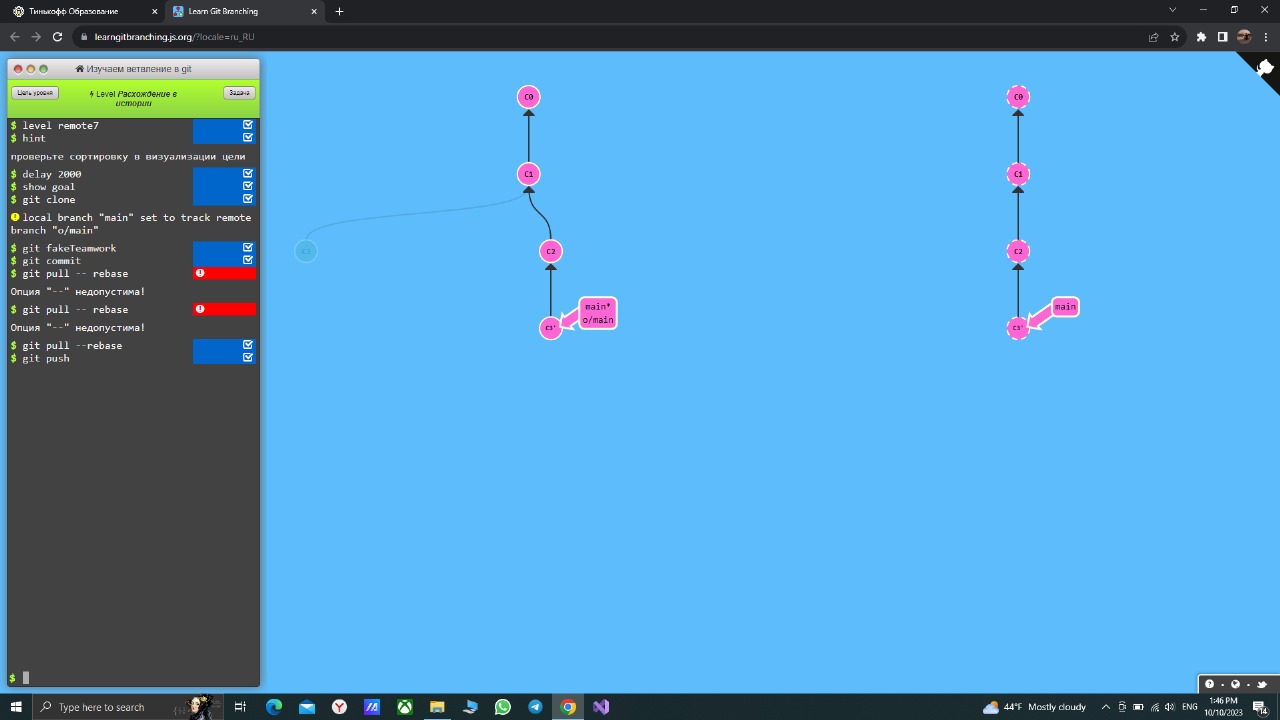 Тинькофф Образование
Learn Git Branching
learngitbranching.js.org/?locale=ru_RU
Изучаем ветвление в git
Цель уровня
Level Расхождение в
истории
Задача
$ level remote7
$ hint
проверьте сортировку в визуализации цели
$ delay 2000
$ show goal
$ git clone
local branch "main" set to track remote
branch "o/main"
$ git fakeTeamwork
$ git commit
$ git pull -- rebase
Опция "--" недопустима!
$ git pull -- rebase
Опция "--" недопустима!
$ git pull --rebase
$ git push
$
C0
C1
C3
C2
C3'
main*
o/main
C0
C1
C2
C3'
main
Type here to search
44°F Mostly cloudy
ENG
1:46 PM
10/10/2023
14